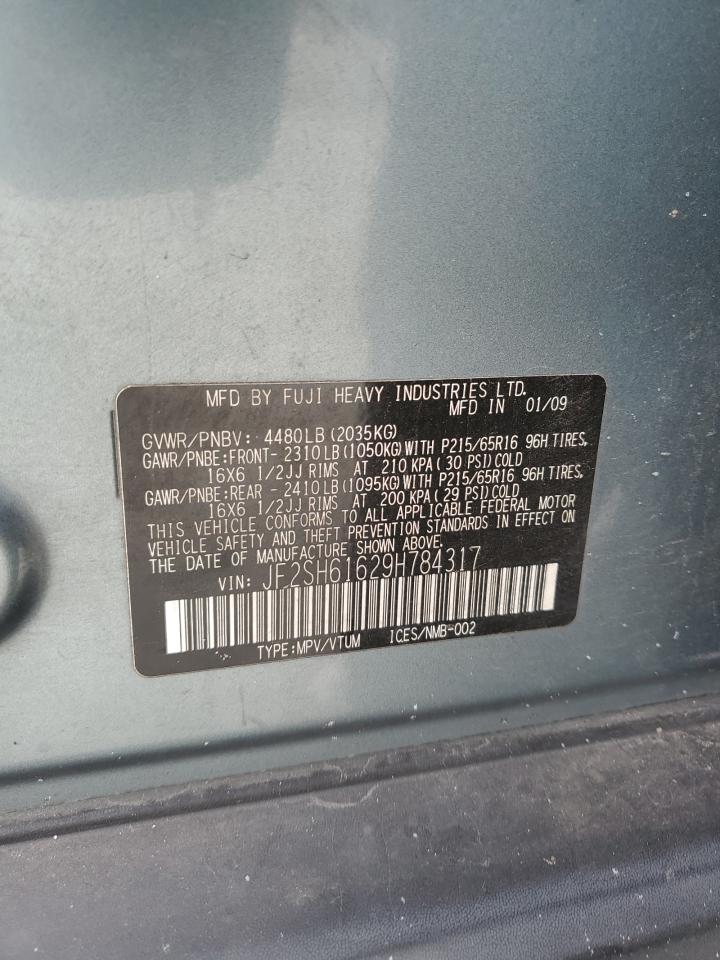 MFD BY FUJI HEAVY INDUSTRIES LTD.
MFD IN 01/09
GVWR/PNBV: 4480LB(2035KG)
GAWR/PNBE:FRONT- 2310LB(1050KG)WITH P215/65R16 96H TIRES,
16X6 1/2JJ RIMS AT 210 KPA(30 PSI)COLD
GAWR/PNBE:REAR - 2410LB(1095KG)WITH P215/65R16 96H TIRES,
16X6 1/2JJ RIMS AT 200 KPA(29 PSI)COLD
THIS VEHICLE CONFORMS TO ALL APPLICABLE FEDERAL MOTOR
VEHICLE SAFETY AND THEFT PREVENTION STANDARDS IN EFFECT ON
THE DATE OF MANUFACTURE SHOWN ABOVE.
VIN: JF2SH61629H784317
TYPE:MPV/VTUM ICES/NMB-002